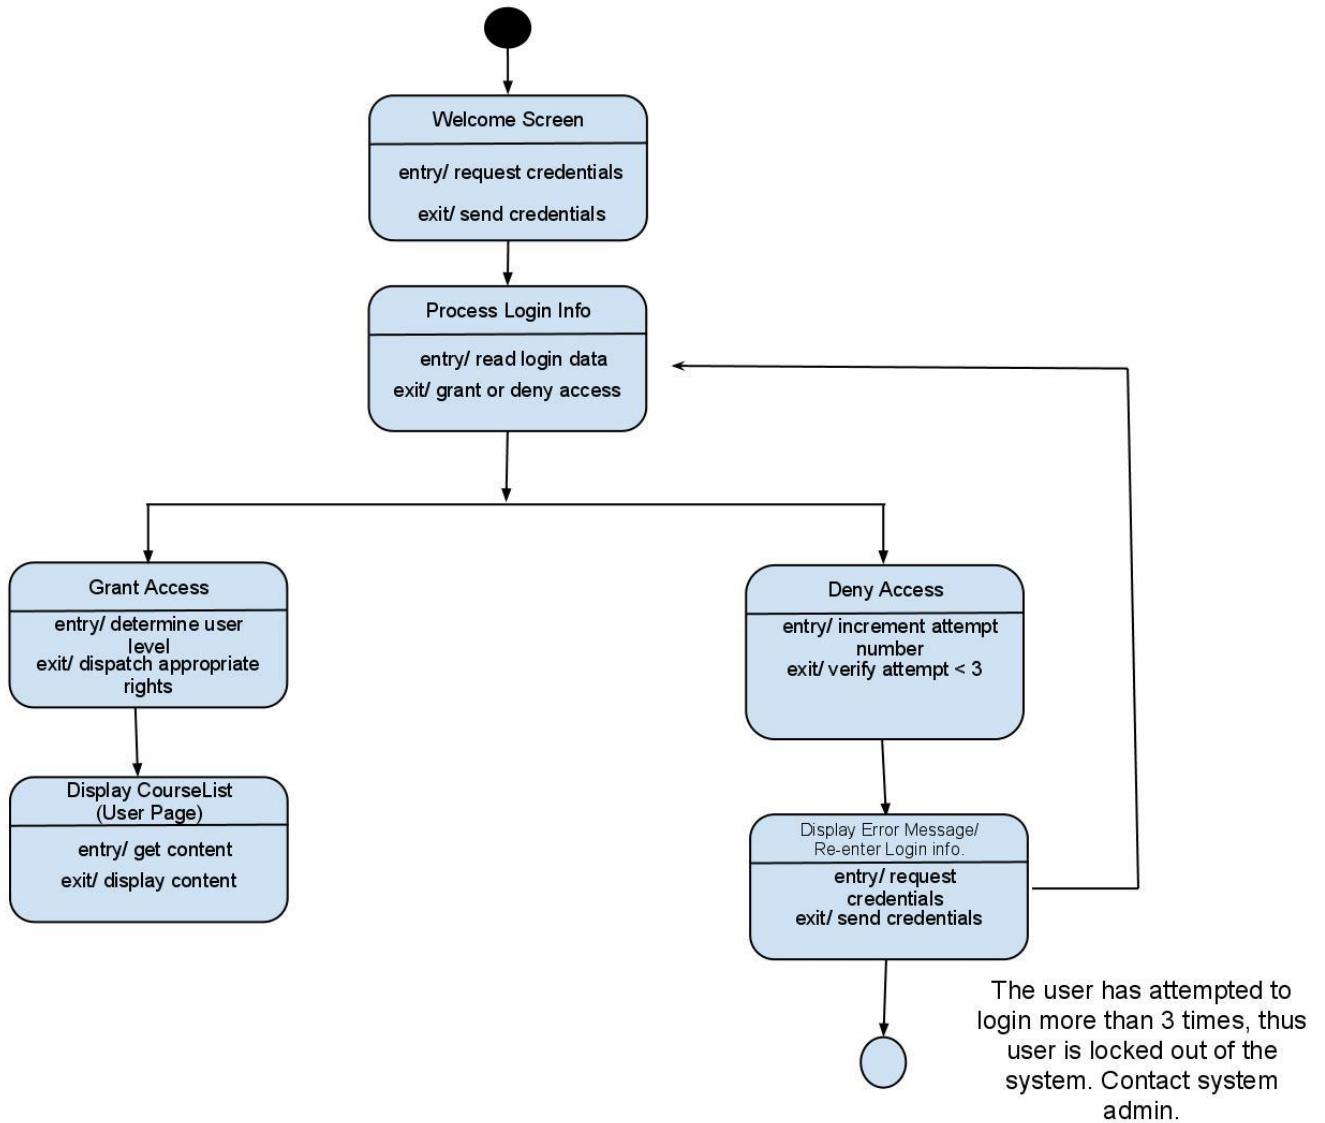 Welcome Screen
entry/ request credentials
exit/ send credentials
Process Login Info
entry/ read login data
exit/ grant or deny access
Grant Access
entry/ determine user
level
exit/ dispatch appropriate
rights
Deny Access
entry/ increment attempt
number
exit/ verify attempt < 3
Display CourseList
(User Page)
entry/ get content
exit/ display content
Display Error Message/
Re-enter Login info.
entry/ request
credentials
exit/ send credentials
The user has attempted to
login more than 3 times, thus
user is locked out of the
system. Contact system
admin.